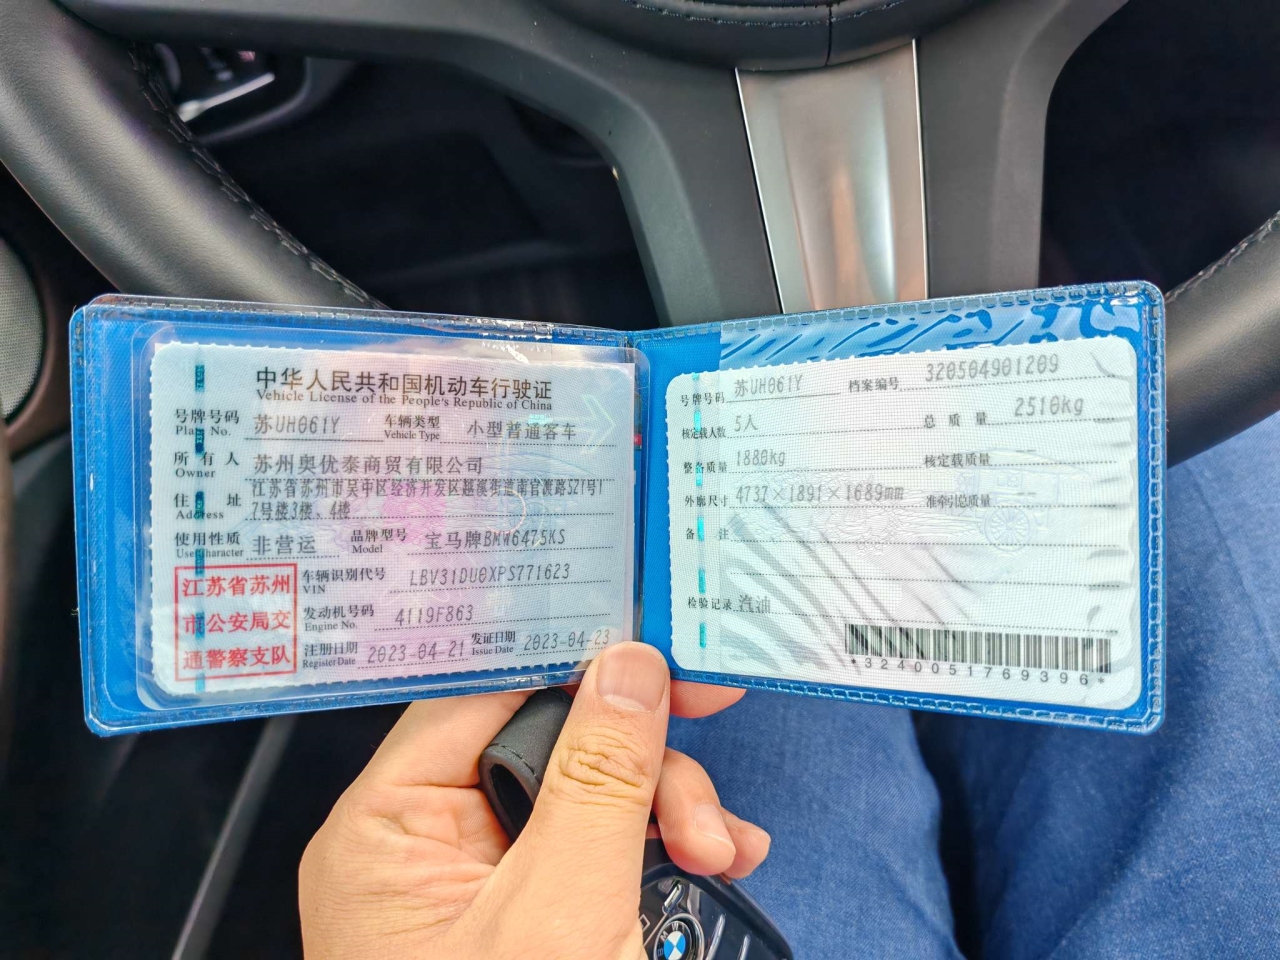 中华人民共和国机动车行驶证
Vehicle License of the People's Republic of China
号牌号码 苏UH061Y 车辆类型 小型普通客车
Plate No. Vehicle Type
所有人 苏州奥优泰商贸有限公司
Owner
住址 江苏省苏州市吴中区经济开发区越溪街道南官渡路521号1
Address 7号楼3楼、4楼
使用性质 非营运 品牌型号 宝马牌BMW6475KS
Use Character Model
江苏省苏州
市公安局交
通警察支队
车辆识别代号 LBV31DU0XPS771623
VIN
发动机号码 4119F863
Engine No.
注册日期 2023-04-21 发证日期 2023-04-23
Register Date Issue Date
号牌号码 苏UH061Y 档案编号 320504901209
核定载人数 5人 总质量 2510kg
整备质量 1880kg 核定载质量 --
外廓尺寸 4737×1891×1689mm 准牵引总质量 --
备注
检验记录 汽油
*3240051769396*
BMW